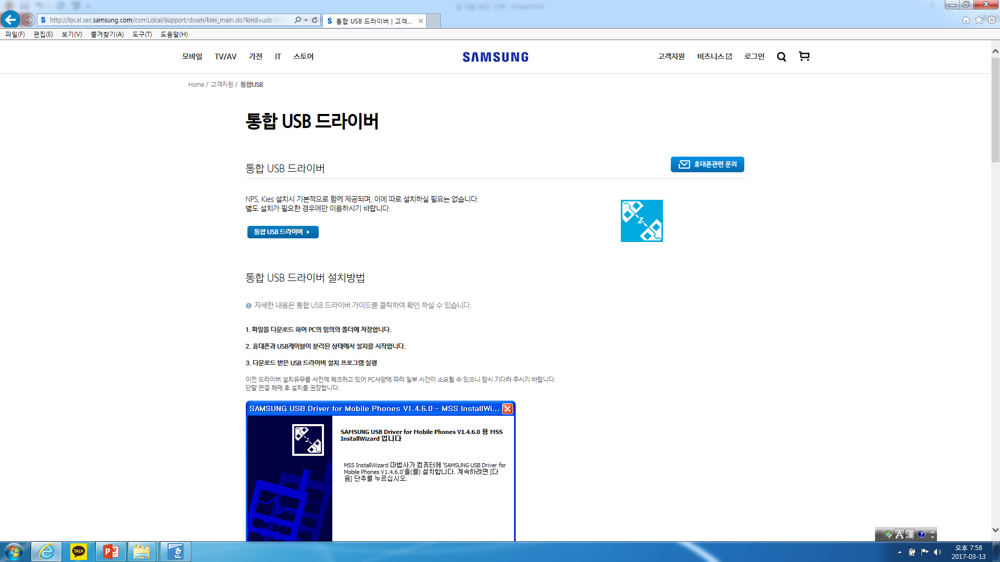 http://local.sec.samsung.com/comLocal/support/down/kies_main.do?kind=usb
통합 USB 드라이버 | 고객...
파일(F) 편집(E) 보기(V) 즐겨찾기(A) 도구(T) 도움말(H)
모바일 TV/AV 가전 IT 스토어 SAMSUNG 고객지원 비즈니스 로그인
Home / 고객지원 / 통합USB
통합 USB 드라이버
통합 USB 드라이버
휴대폰관련 문의
NPS, Kies 설치시 기본적으로 함께 제공되며, 이에 따로 설치하실 필요는 없습니다.
별도 설치가 필요한 경우에만 이용하시기 바랍니다.
통합 USB 드라이버
통합 USB 드라이버 설치방법
자세한 내용은 통합 USB 드라이버 가이드를 클릭하여 확인 하실 수 있습니다.
1. 파일을 다운로드 하여 PC의 임의의 폴더에 저장합니다.
2. 휴대폰과 USB케이블이 분리된 상태에서 설치를 시작합니다.
3. 다운로드 받은 USB 드라이버 설치 프로그램 실행
이전 드라이버 설치유무를 사전에 체크하고 있어 PC사양에 따라 일부 시간이 소요될 수 있으니 잠시 기다려 주시기 바랍니다.
단말 연결 해제 후 설치를 권장합니다.
SAMSUNG USB Driver for Mobile Phones V1.4.6.0 - MSS InstallWi...
SAMSUNG USB Driver for Mobile Phones V1.4.6.0 용 MSS
InstallWizard 입니다
MSS InstallWizard 마법사가 컴퓨터에 'SAMSUNG USB Driver for
Mobile Phones V1.4.6.0'을(를) 설치합니다. 계속하려면 [다
음] 단추를 누르십시오.
A 漢 ?
TALK
오후 7:58
2017-03-13